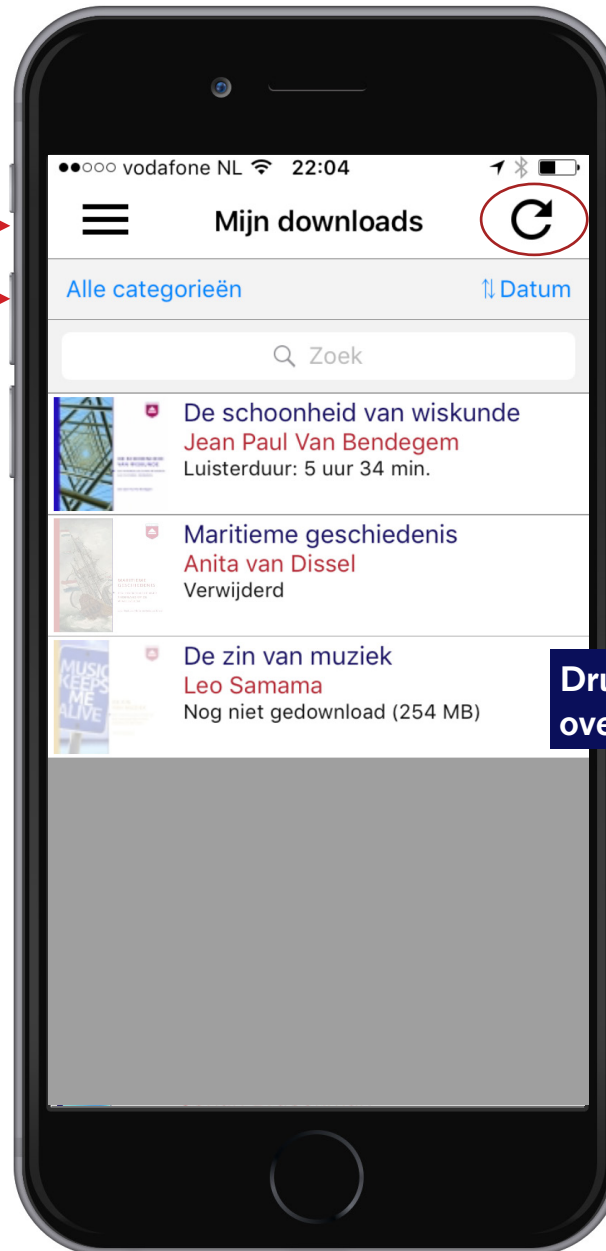 vodafone NL 22:04
Mijn downloads
Alle categorieën Datum
Zoek
De schoonheid van wiskunde
Jean Paul Van Bendegem
Luisterduur: 5 uur 34 min.
Maritieme geschiedenis
Anita van Dissel
Verwijderd
MUSIC
KEEPS
ME
ALIVE
De zin van muziek
Leo Samama
Nog niet gedownload (254 MB)